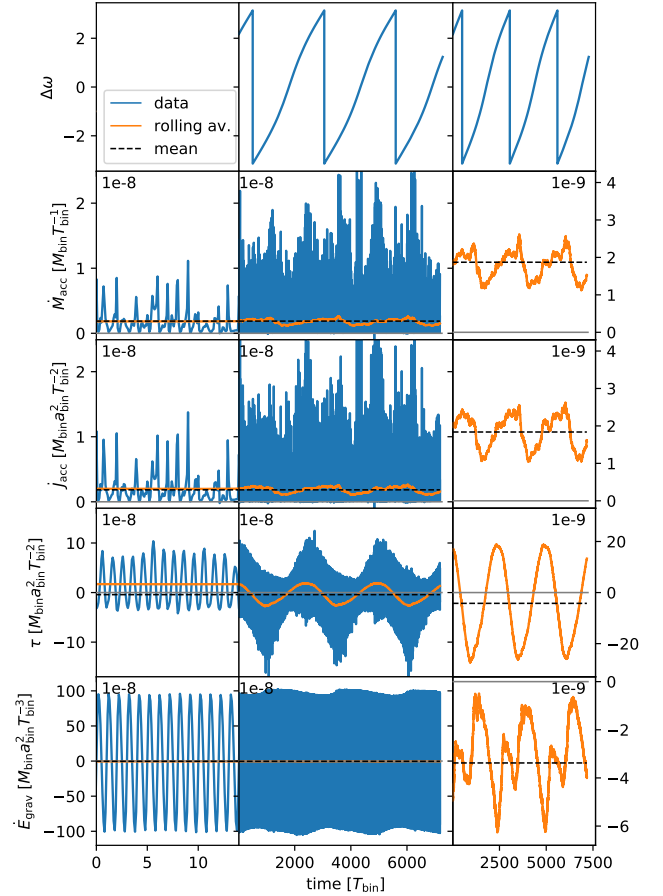 2
0
−2
Δω
data
rolling av.
mean
1e-8
1e-8
1e-9
2
1
0
4
3
2
1
0
Ṁacc [MbinTbin⁻¹]
1e-8
1e-8
1e-9
2
1
0
4
3
2
1
0
j̇acc [Mbin a²bin Tbin⁻²]
1e-8
1e-8
1e-9
10
0
−10
20
0
−20
τ [Mbin a²bin Tbin⁻²]
1e-8
1e-8
1e-9
100
75
50
25
0
−25
−50
−75
−100
0
−2
−4
−6
Ėgrav [Mbin a²bin Tbin⁻³]
0 5 10 2000 4000 6000 2500 5000 7500
time [Tbin]